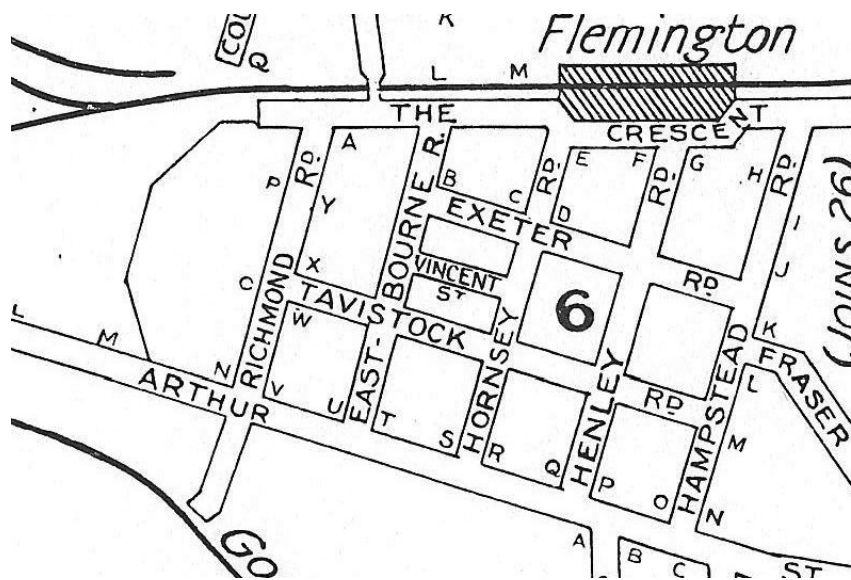 K
COU
Q
Flemington
L
M
THE
CRESCENT
A
RD.
R.
B
C
RD.
E
F
RD.
G
H
RD.
P
Y
D
EXETER
RD.
I
J
(JOINS 26)
X
EAST-BOURNE
VINCENT
ST
O
RICHMOND
W
TAVISTOCK
RD.
6
L
M
N
ARTHUR
ST
V
U
T
S
HORNSEY
R
Q
HENLEY
P
O
HAMPSTEAD
K
FRASER
L
M
N
A
B
C
GO